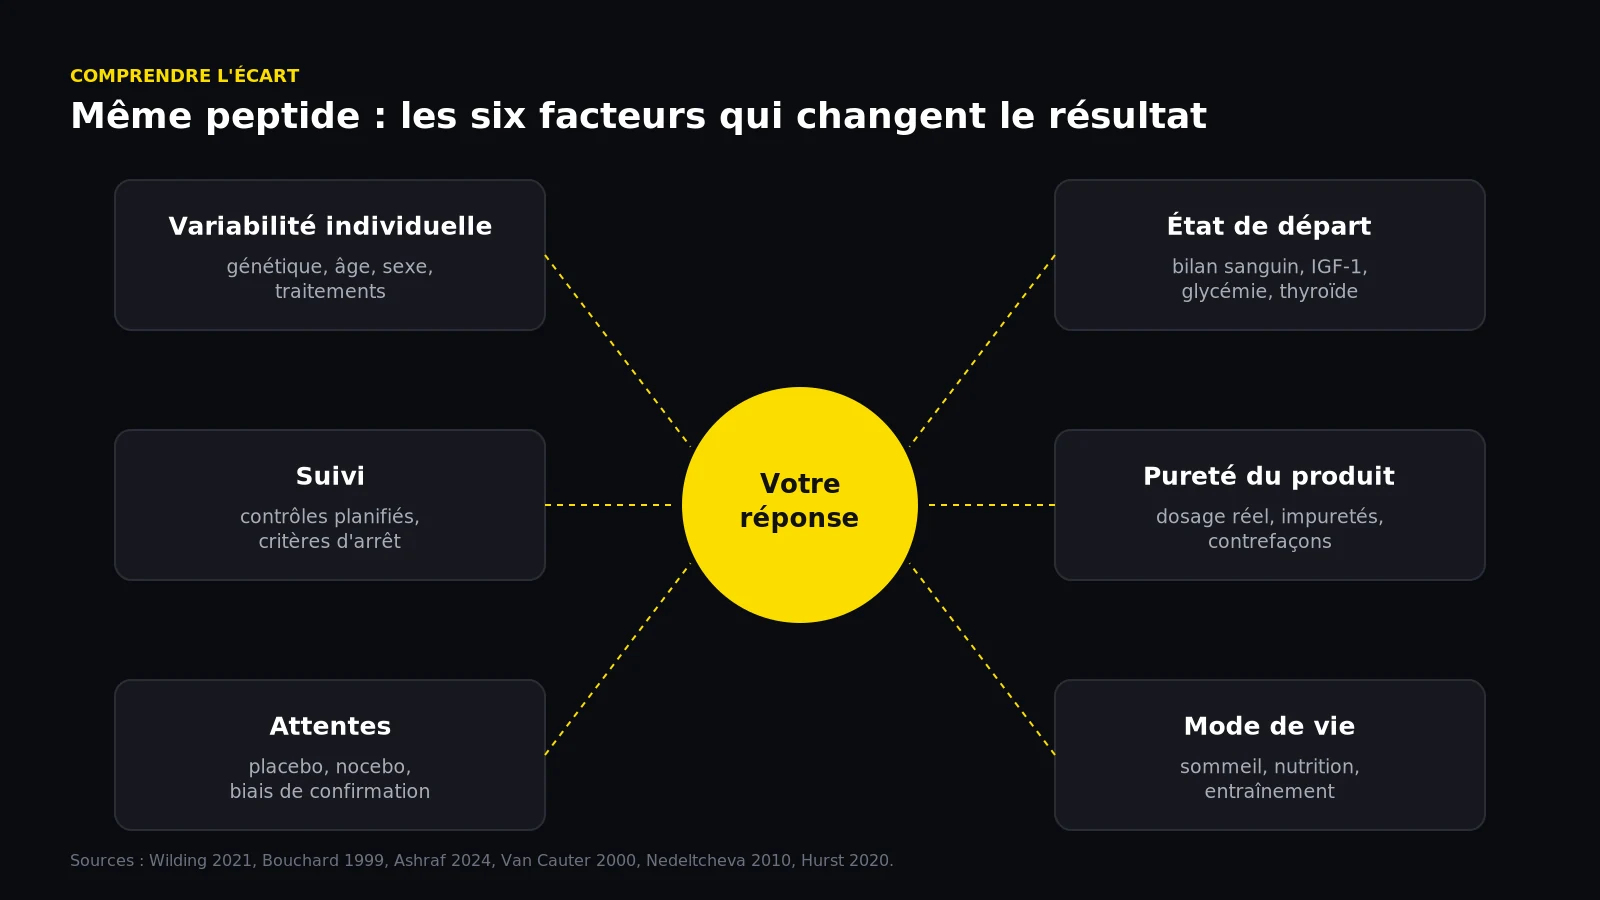 COMPRENDRE L'ÉCART
Même peptide : les six facteurs qui changent le résultat
Variabilité individuelle
génétique, âge, sexe,
traitements
État de départ
bilan sanguin, IGF-1,
glycémie, thyroïde
Suivi
contrôles planifiés,
critères d'arrêt
Votre
réponse
Pureté du produit
dosage réel, impuretés,
contrefaçons
Attentes
placebo, nocebo,
biais de confirmation
Mode de vie
sommeil, nutrition,
entraînement
Sources : Wilding 2021, Bouchard 1999, Ashraf 2024, Van Cauter 2000, Nedeltcheva 2010, Hurst 2020.